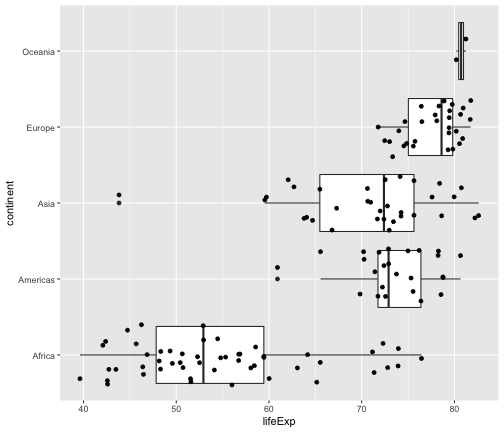 continent
Oceania
Europe
Asia
Americas
Africa
40 50 60 70 80
lifeExp